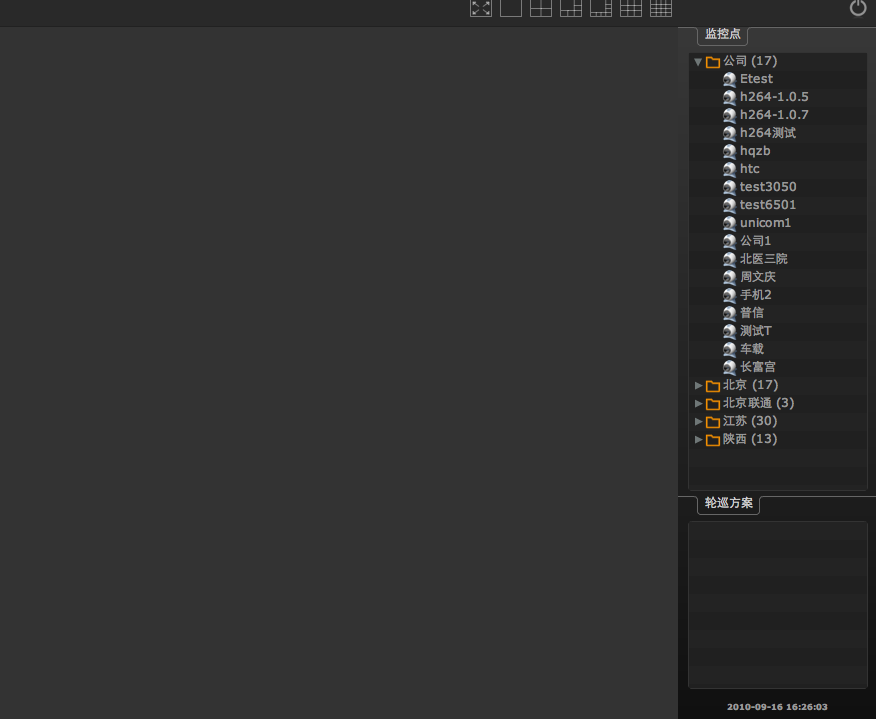 监控点
公司 (17)
Etest
h264-1.0.5
h264-1.0.7
h264测试
hqzb
htc
test3050
test6501
unicom1
公司1
北医三院
周文庆
手机2
普信
测试T
车载
长富宫
北京 (17)
北京联通 (3)
江苏 (30)
陕西 (13)
轮巡方案
2010-09-16 16:26:03